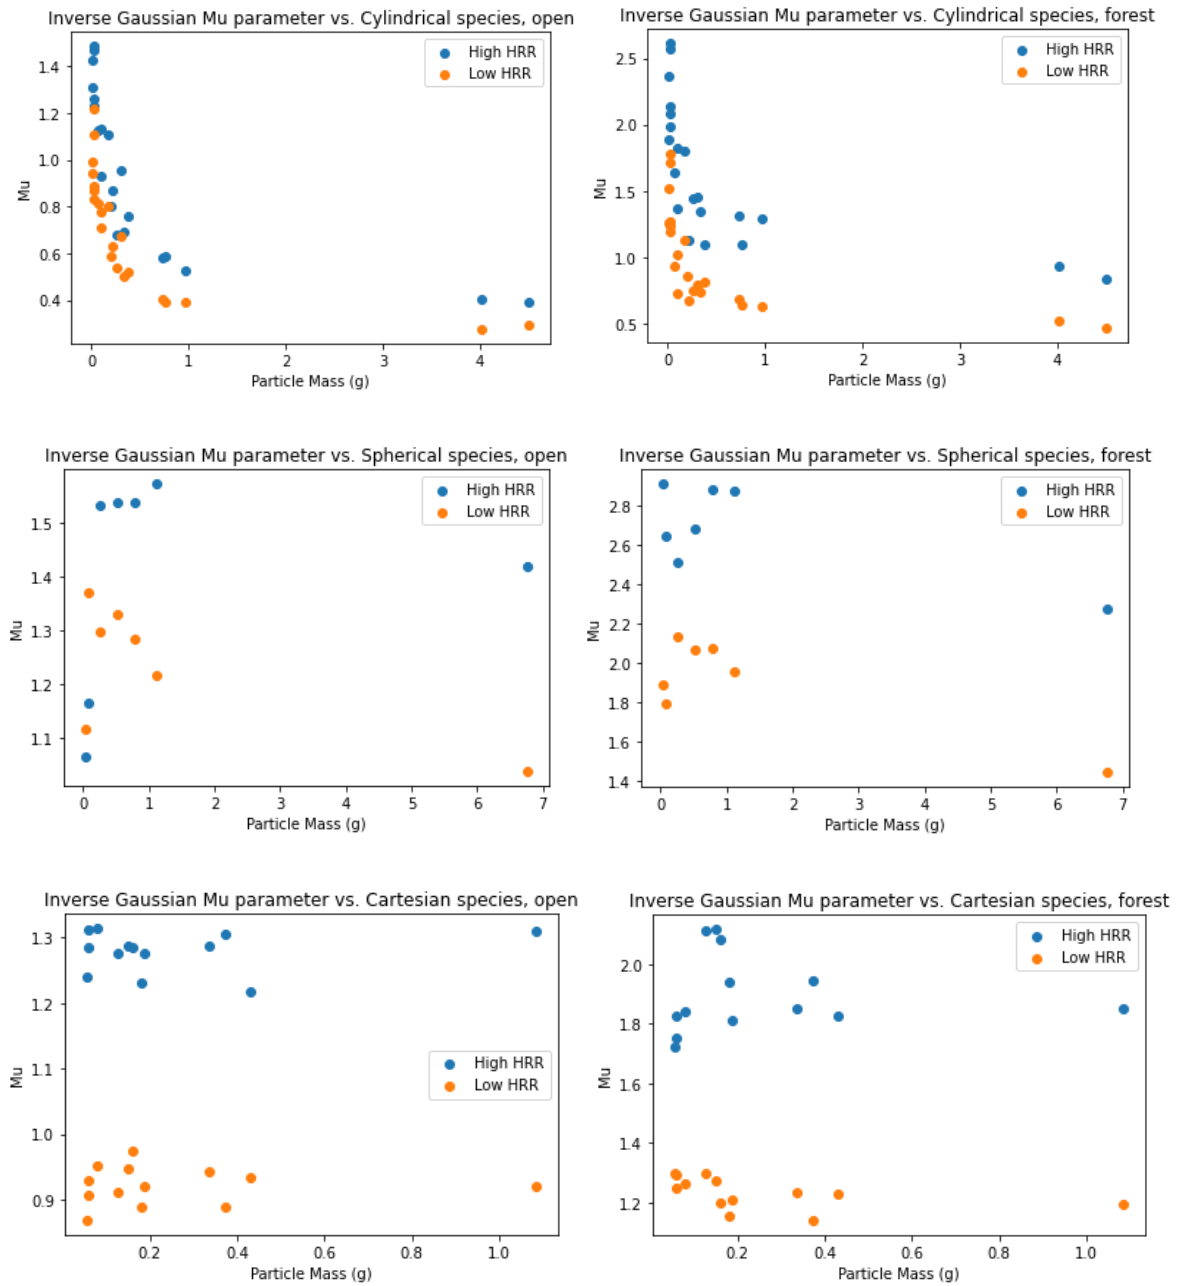 Inverse Gaussian Mu parameter vs. Cylindrical species, open
High HRR
Low HRR
1.4
1.2
1.0
0.8
0.6
0.4
Mu
0
1
2
3
4
Particle Mass (g)
Inverse Gaussian Mu parameter vs. Cylindrical species, forest
High HRR
Low HRR
2.5
2.0
1.5
1.0
0.5
Mu
0
1
2
3
4
Particle Mass (g)
Inverse Gaussian Mu parameter vs. Spherical species, open
High HRR
Low HRR
1.5
1.4
1.3
1.2
1.1
Mu
0
1
2
3
4
5
6
7
Particle Mass (g)
Inverse Gaussian Mu parameter vs. Spherical species, forest
High HRR
Low HRR
2.8
2.6
2.4
2.2
2.0
1.8
1.6
1.4
Mu
0
1
2
3
4
5
6
7
Particle Mass (g)
Inverse Gaussian Mu parameter vs. Cartesian species, open
1.3
1.2
1.1
1.0
0.9
Mu
High HRR
Low HRR
0.2
0.4
0.6
0.8
1.0
Particle Mass (g)
Inverse Gaussian Mu parameter vs. Cartesian species, forest
High HRR
Low HRR
2.0
1.8
1.6
1.4
1.2
Mu
0.2
0.4
0.6
0.8
1.0
Particle Mass (g)